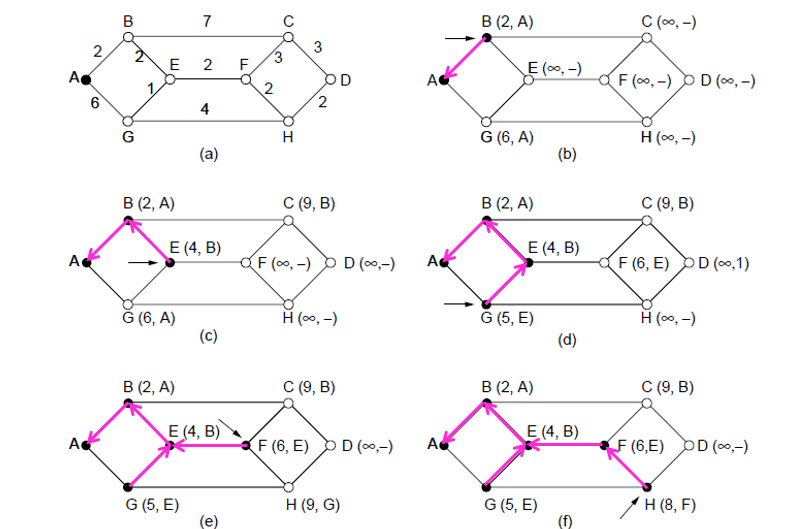 B 7 C
2 2 3 3
A E 2 F D
6 1 2 2
4
G H
(a)
B (2, A) C (∞, –)
A E (∞, –) F (∞, –) D (∞, –)
G (6, A) H (∞, –)
(b)
B (2, A) C (9, B)
E (4, B)
A F (∞, –) D (∞,–)
G (6, A) H (∞, –)
(c)
B (2, A) C (9, B)
E (4, B)
A F (6, E) D (∞,1)
G (5, E) H (∞, –)
(d)
B (2, A) C (9, B)
E (4, B)
A F (6, E) D (∞,–)
G (5, E) H (9, G)
(e)
B (2, A) C (9, B)
E (4, B)
A F (6,E) D (∞,–)
G (5, E) H (8, F)
(f)